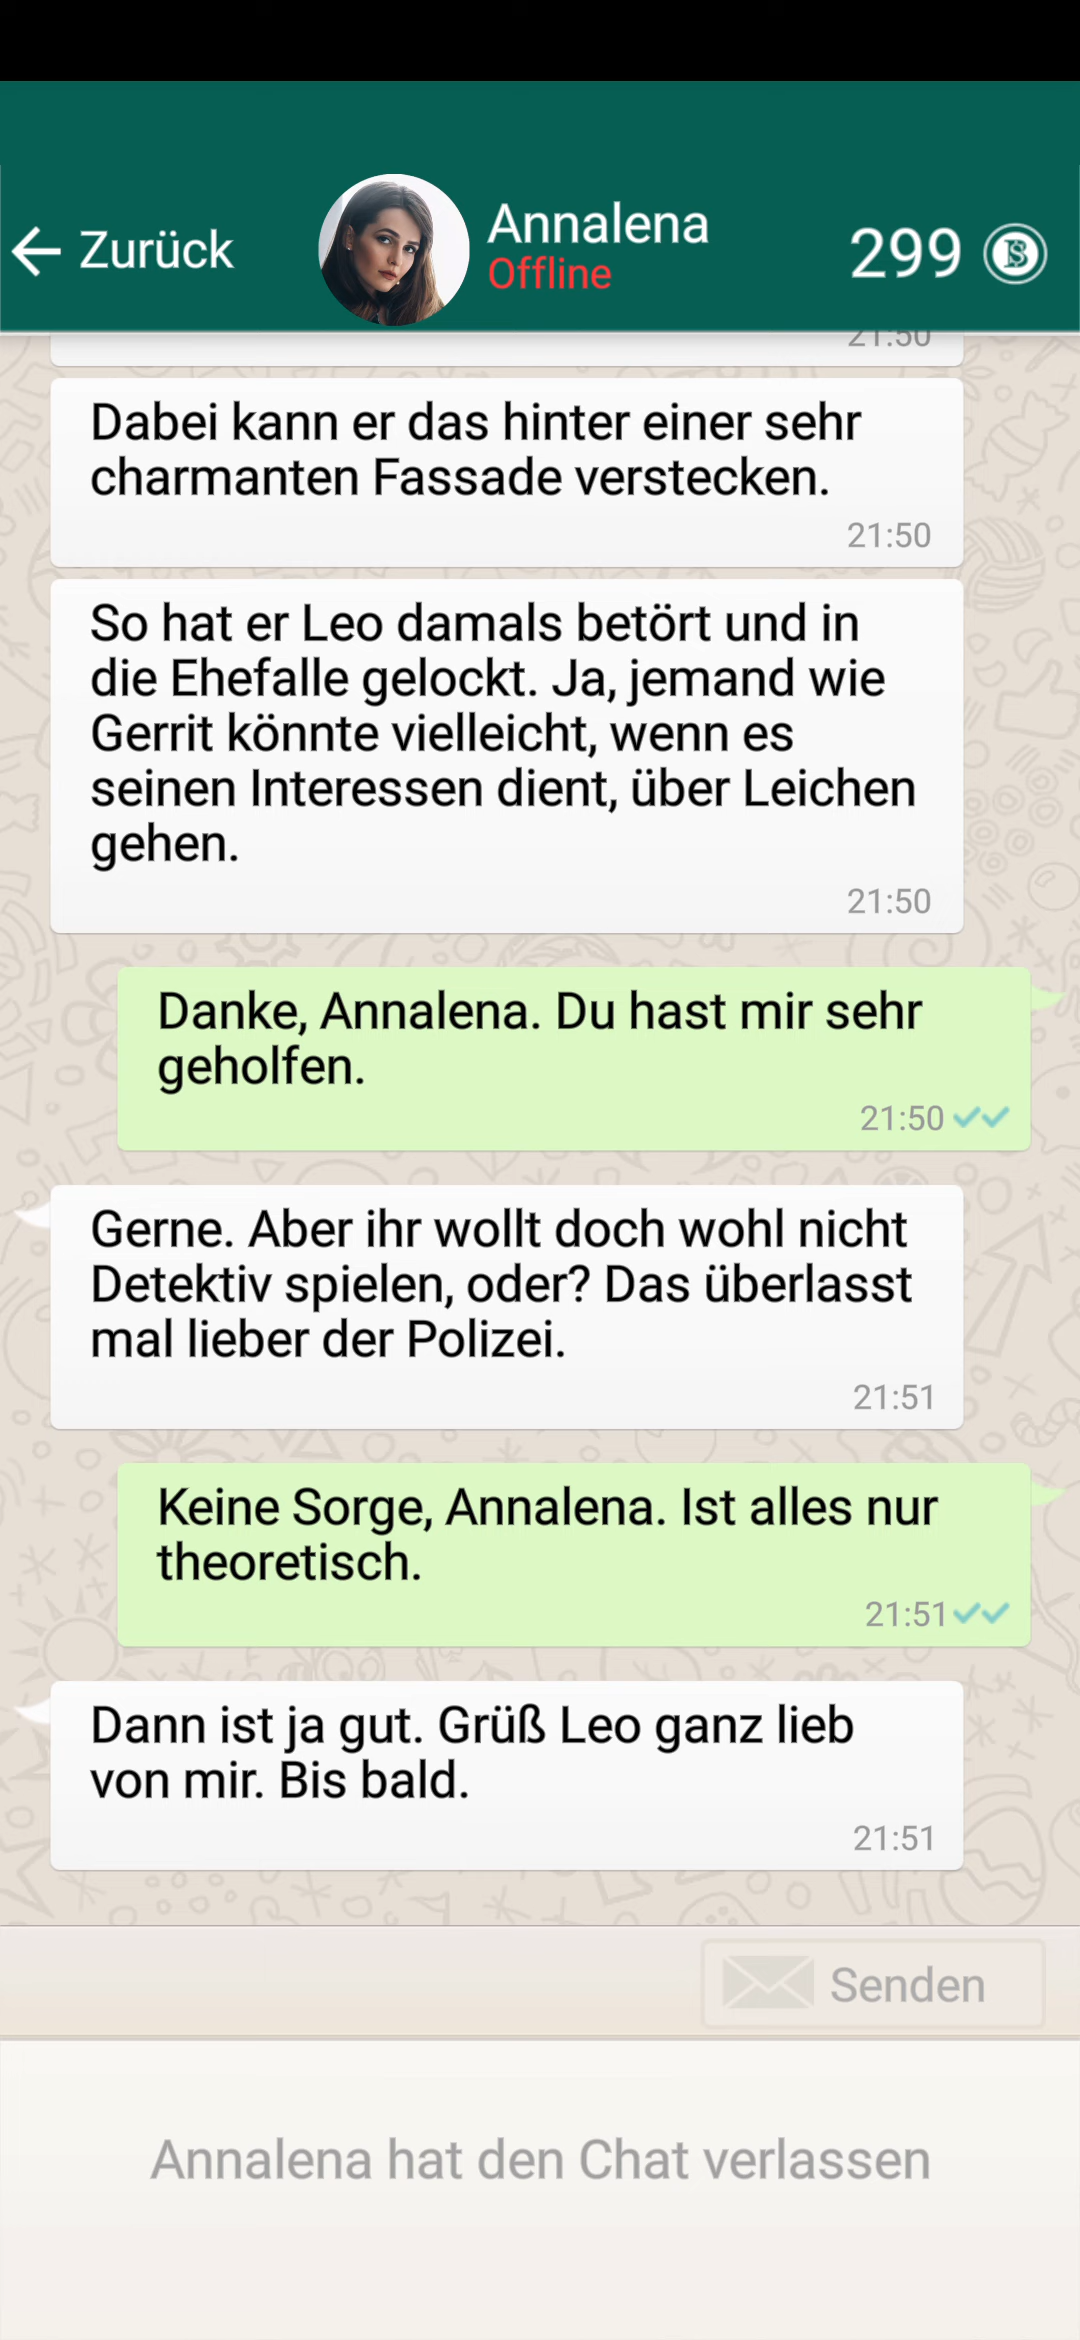 Zurück
Annalena
Offline
299
21:50
Dabei kann er das hinter einer sehr
charmanten Fassade verstecken.
21:50
So hat er Leo damals betört und in
die Ehefalle gelockt. Ja, jemand wie
Gerrit könnte vielleicht, wenn es
seinen Interessen dient, über Leichen
gehen.
21:50
Danke, Annalena. Du hast mir sehr
geholfen.
21:50
Gerne. Aber ihr wollt doch wohl nicht
Detektiv spielen, oder? Das überlasst
mal lieber der Polizei.
21:51
Keine Sorge, Annalena. Ist alles nur
theoretisch.
21:51
Dann ist ja gut. Grüß Leo ganz lieb
von mir. Bis bald.
21:51
Senden
Annalena hat den Chat verlassen